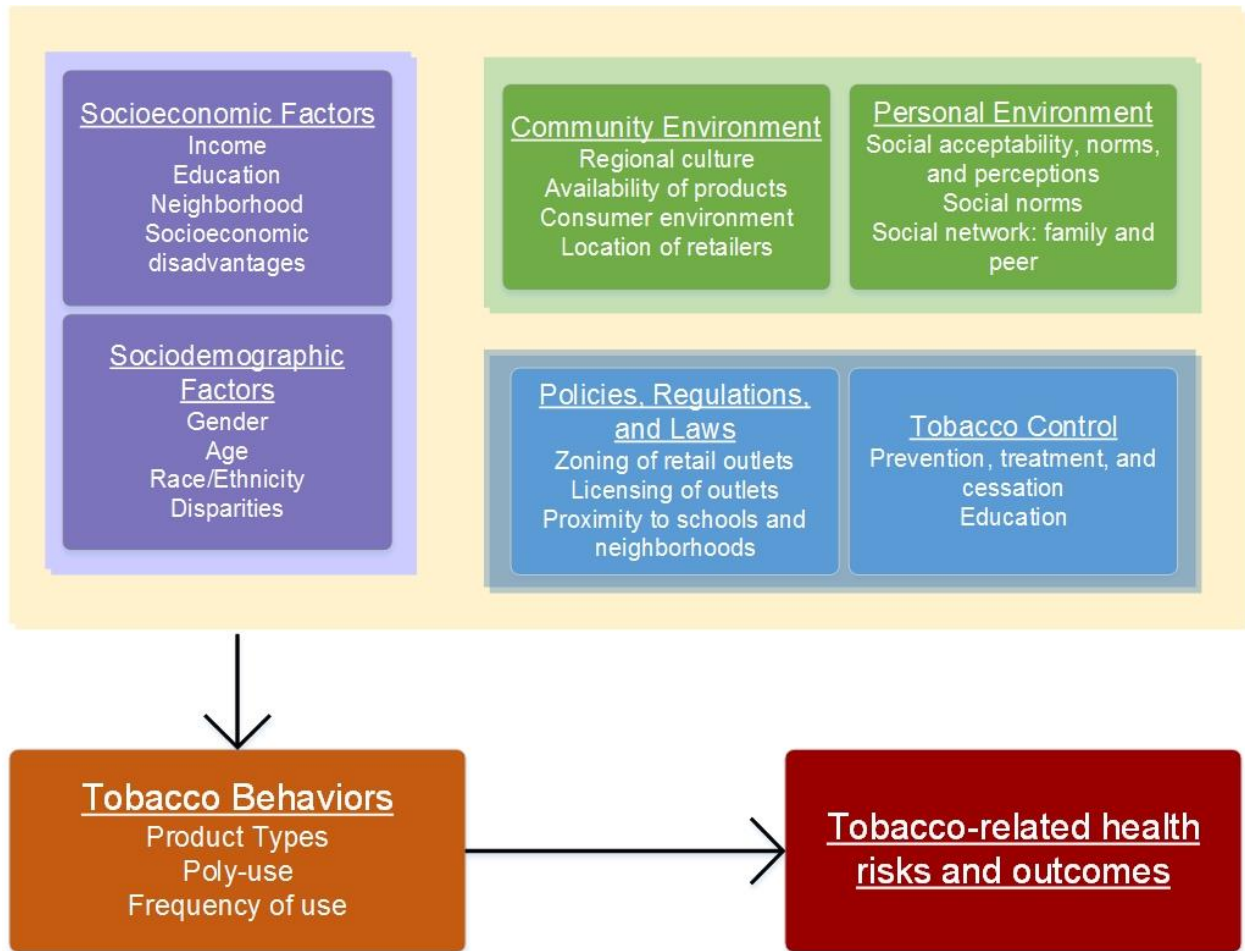 Socioeconomic Factors
Income
Education
Neighborhood
Socioeconomic
disadvantages
Sociodemographic
Factors
Gender
Age
Race/Ethnicity
Disparities
Community Environment
Regional culture
Availability of products
Consumer environment
Location of retailers
Personal Environment
Social acceptability, norms,
and perceptions
Social norms
Social network: family and
peer
Policies, Regulations,
and Laws
Zoning of retail outlets
Licensing of outlets
Proximity to schools and
neighborhoods
Tobacco Control
Prevention, treatment, and
cessation
Education
Tobacco Behaviors
Product Types
Poly-use
Frequency of use
Tobacco-related health
risks and outcomes